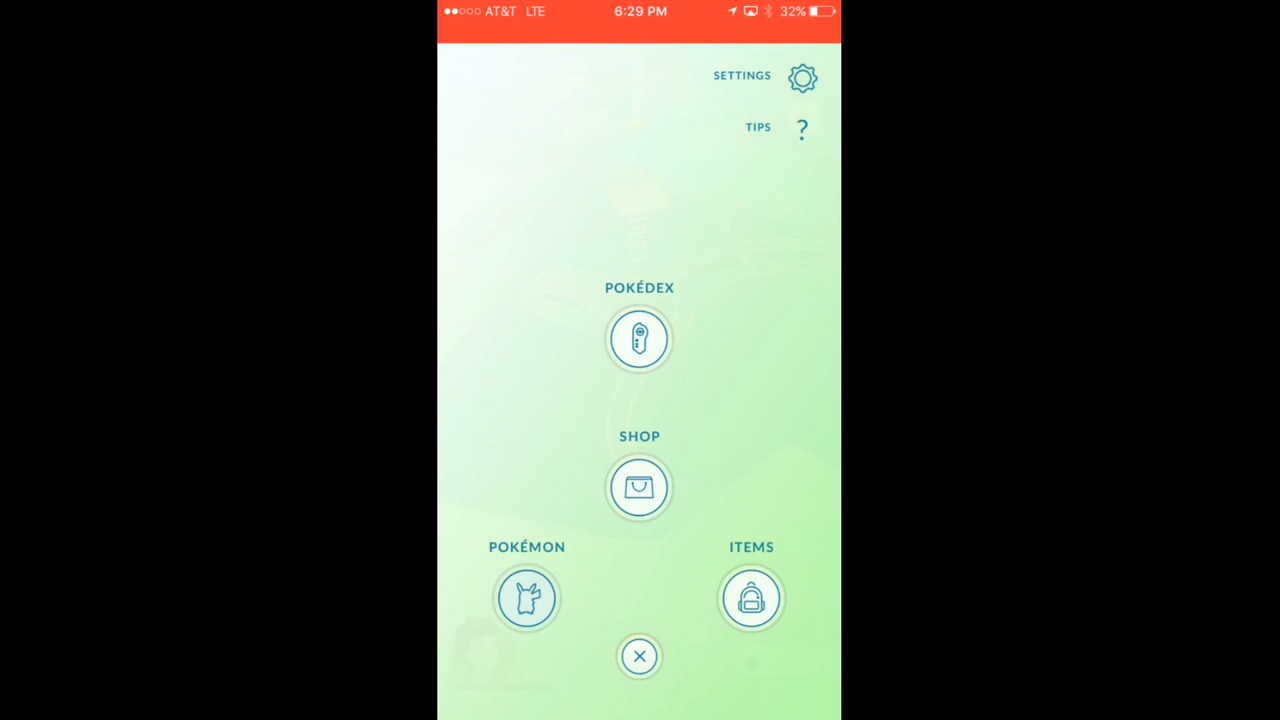 AT&T LTE 6:29 PM 32%
SETTINGS
TIPS ?
POKÉDEX
SHOP
POKÉMON ITEMS